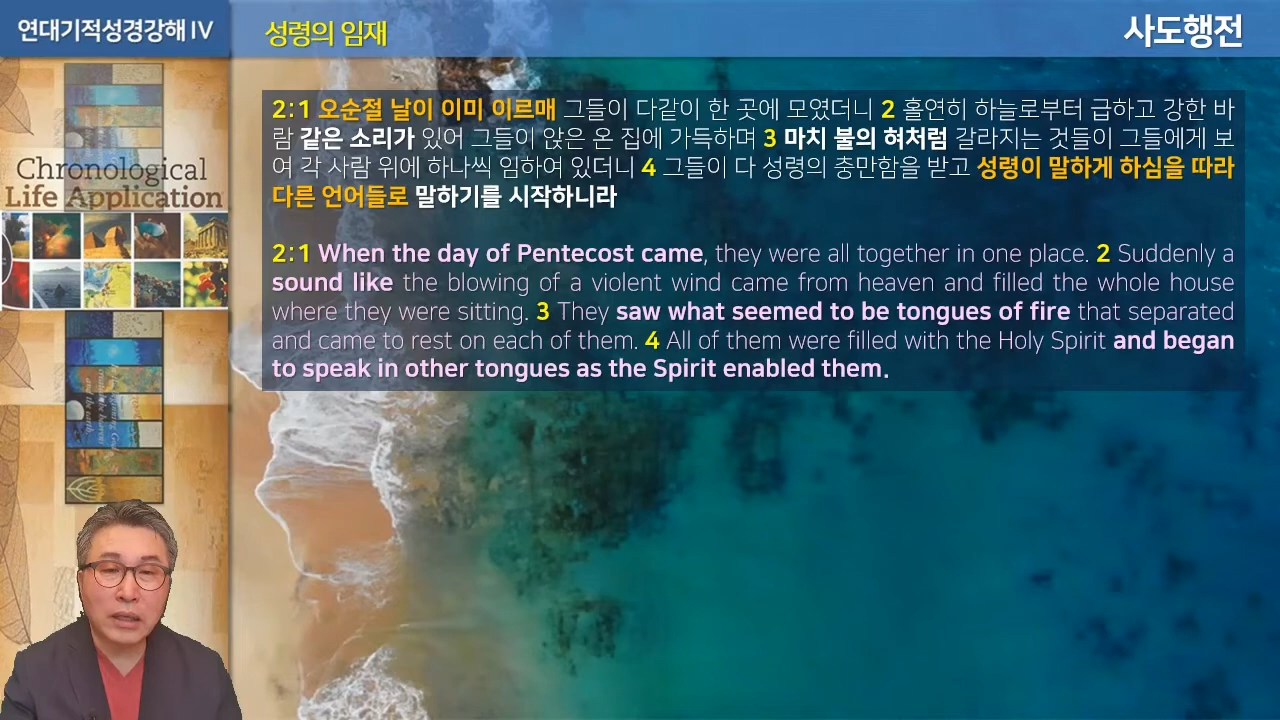 연대기적성경강해 IV
성령의 임재
사도행전
Chronological
Life Application
2:1 오순절 날이 이미 이르매 그들이 다같이 한 곳에 모였더니 2 홀연히 하늘로부터 급하고 강한 바
람 같은 소리가 있어 그들이 앉은 온 집에 가득하며 3 마치 불의 혀처럼 갈라지는 것들이 그들에게 보
여 각 사람 위에 하나씩 임하여 있더니 4 그들이 다 성령의 충만함을 받고 성령이 말하게 하심을 따라
다른 언어들로 말하기를 시작하니라
2:1 When the day of Pentecost came, they were all together in one place. 2 Suddenly a
sound like the blowing of a violent wind came from heaven and filled the whole house
where they were sitting. 3 They saw what seemed to be tongues of fire that separated
and came to rest on each of them. 4 All of them were filled with the Holy Spirit and began
to speak in other tongues as the Spirit enabled them.